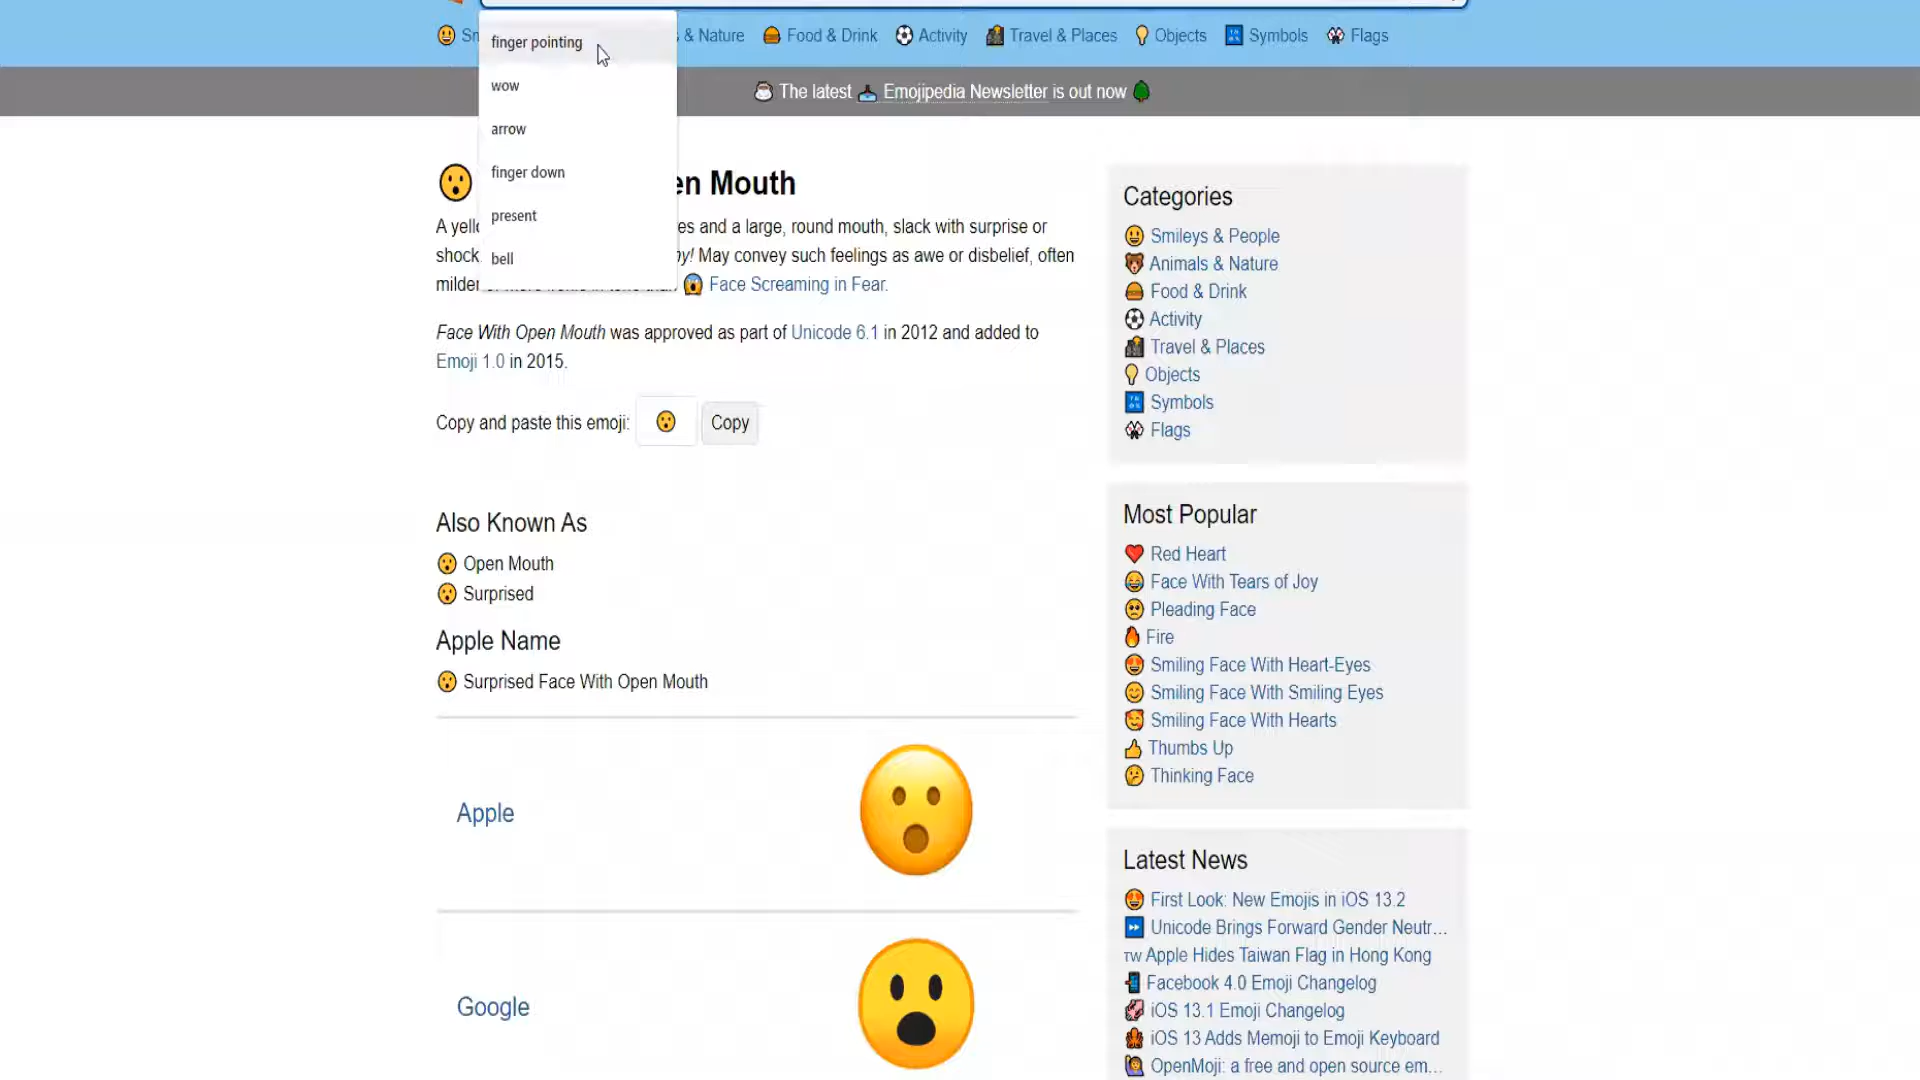 Sm & Nature Food & Drink Activity Travel & Places Objects Symbols Flags
finger pointing
wow
arrow
finger down
present
bell
The latest Emojipedia Newsletter is out now
en Mouth
A yell es and a large, round mouth, slack with surprise or
shock. y! May convey such feelings as awe or disbelief, often
milder Face Screaming in Fear.
Face With Open Mouth was approved as part of Unicode 6.1 in 2012 and added to
Emoji 1.0 in 2015.
Copy and paste this emoji: Copy
Also Known As
Open Mouth
Surprised
Apple Name
Surprised Face With Open Mouth
Apple
Google
Categories
Smileys & People
Animals & Nature
Food & Drink
Activity
Travel & Places
Objects
Symbols
Flags
Most Popular
Red Heart
Face With Tears of Joy
Pleading Face
Fire
Smiling Face With Heart-Eyes
Smiling Face With Smiling Eyes
Smiling Face With Hearts
Thumbs Up
Thinking Face
Latest News
First Look: New Emojis in iOS 13.2
Unicode Brings Forward Gender Neutr...
TW Apple Hides Taiwan Flag in Hong Kong
Facebook 4.0 Emoji Changelog
iOS 13.1 Emoji Changelog
iOS 13 Adds Memoji to Emoji Keyboard
OpenMoji: a free and open source em...